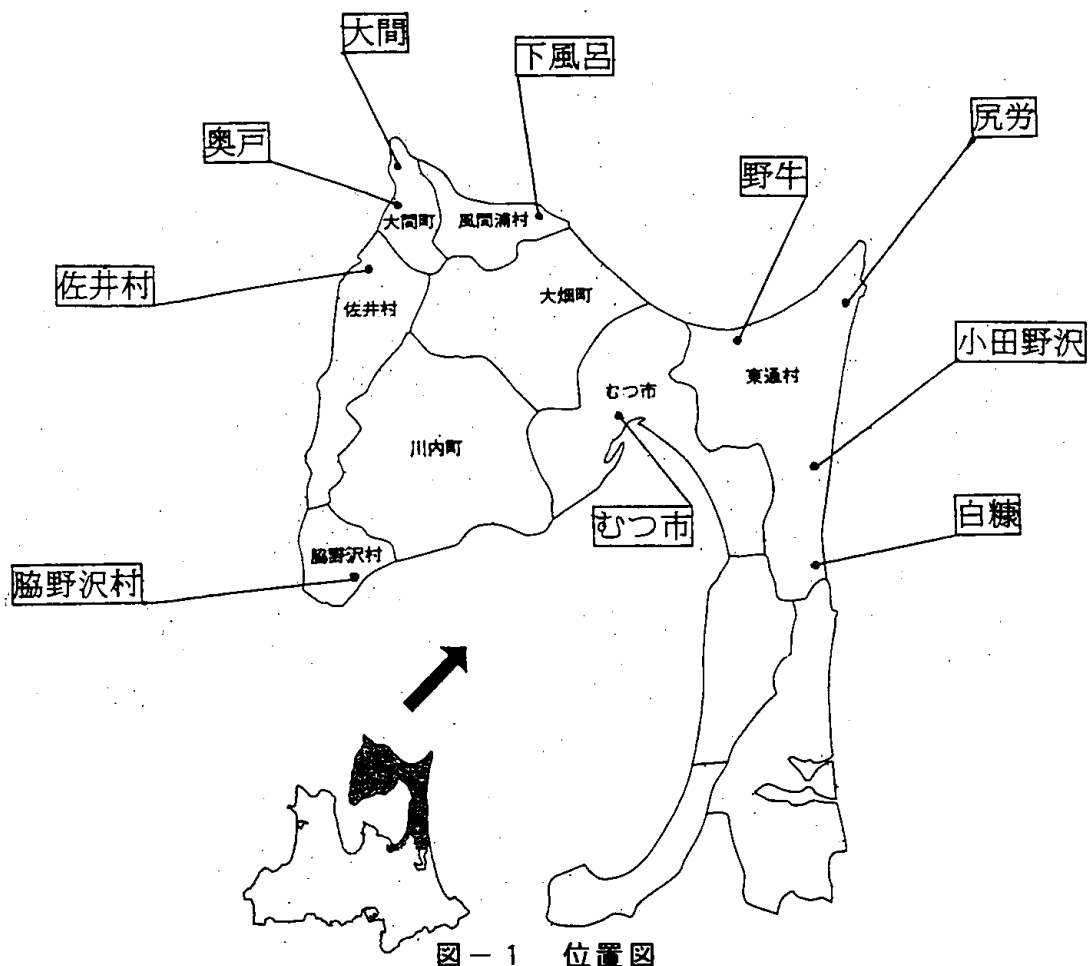 大間
下風呂
尻労
奥戸
野牛
大間町
風間浦村
佐井村
佐井村
大畑町
小田野沢
東通村
むつ市
川内町
むつ市
白糠
脇野沢村
脇野沢村
図－1 位置図